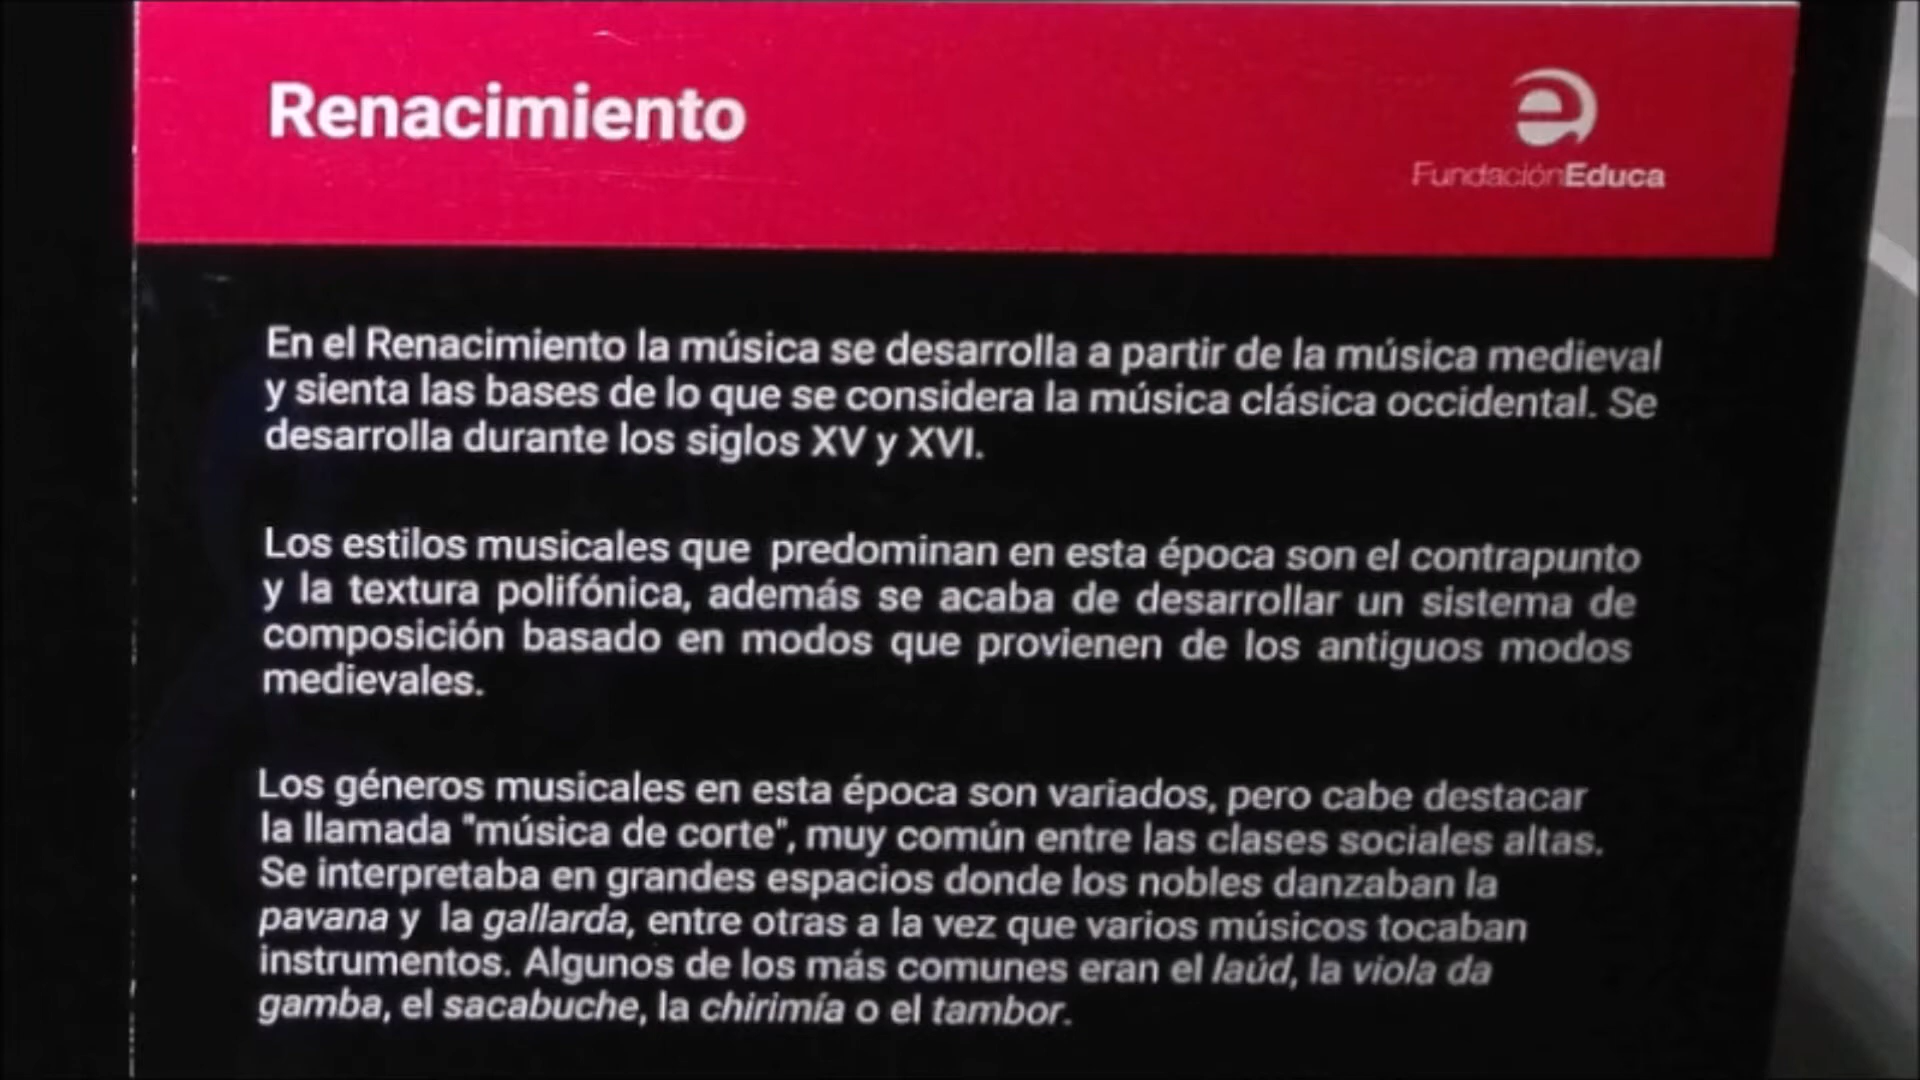 Renacimiento
FundaciónEduca
En el Renacimiento la música se desarrolla a partir de la música medieval
y sienta las bases de lo que se considera la música clásica occidental. Se
desarrolla durante los siglos XV y XVI.
Los estilos musicales que predominan en esta época son el contrapunto
y la textura polifónica, además se acaba de desarrollar un sistema de
composición basado en modos que provienen de los antiguos modos
medievales.
Los géneros musicales en esta época son variados, pero cabe destacar
la llamada "música de corte", muy común entre las clases sociales altas.
Se interpretaba en grandes espacios donde los nobles danzaban la
pavana y la gallarda, entre otras a la vez que varios músicos tocaban
instrumentos. Algunos de los más comunes eran el laúd, la viola da
gamba, el sacabuche, la chirimía o el tambor.